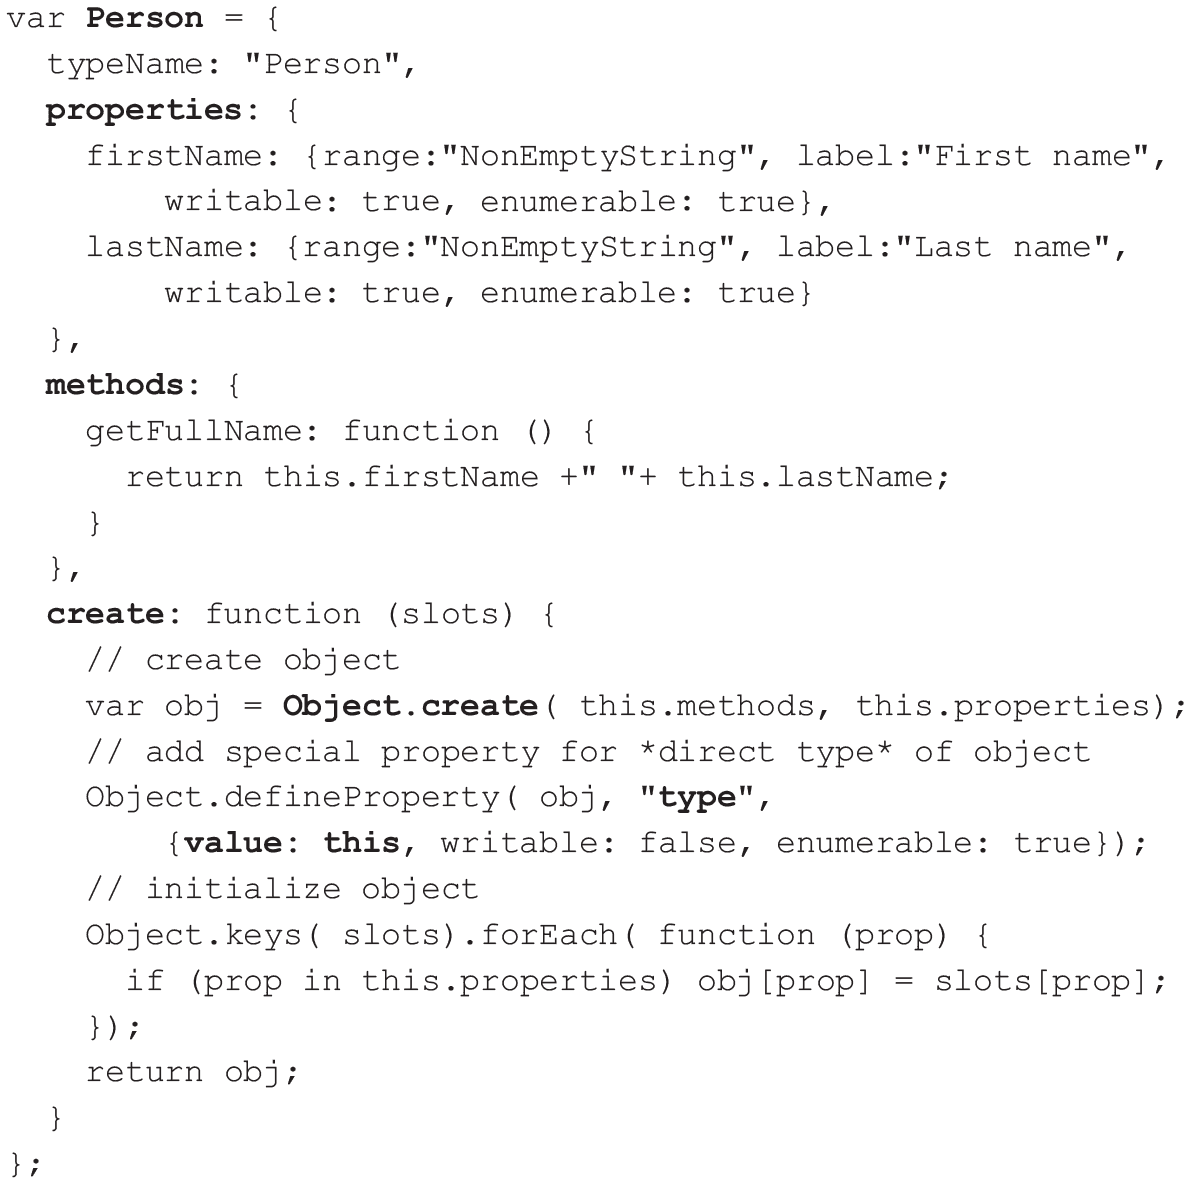 var Person = {
  typeName: "Person",
  properties: {
    firstName: {range:"NonEmptyString", label:"First name",
        writable: true, enumerable: true},
    lastName: {range:"NonEmptyString", label:"Last name",
        writable: true, enumerable: true}
  },
  methods: {
    getFullName: function () {
      return this.firstName +" "+ this.lastName;
    }
  },
  create: function (slots) {
    // create object
    var obj = Object.create( this.methods, this.properties);
    // add special property for *direct type* of object
    Object.defineProperty( obj, "type",
        {value: this, writable: false, enumerable: true});
    // initialize object
    Object.keys( slots).forEach( function (prop) {
      if (prop in this.properties) obj[prop] = slots[prop];
    });
    return obj;
  }
};